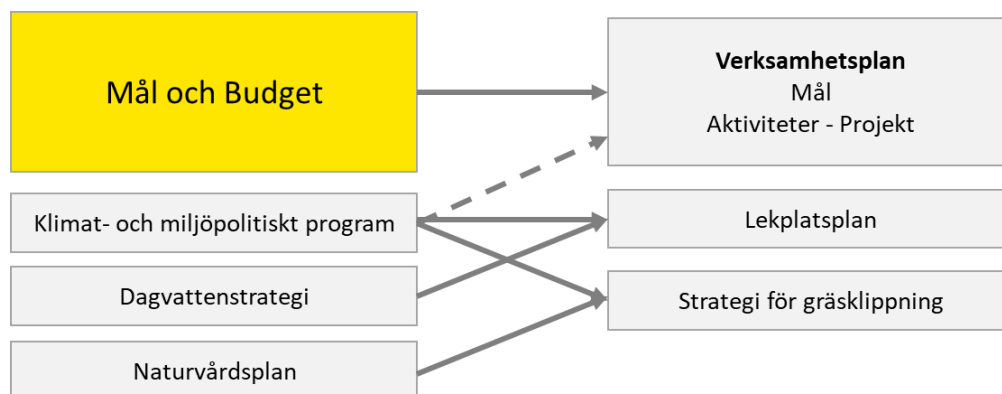 Mål och Budget
Verksamhetsplan
Mål
Aktiviteter - Projekt
Klimat- och miljöpolitiskt program
Lekplatsplan
Dagvattenstrategi
Strategi för gräsklippning
Naturvårdsplan